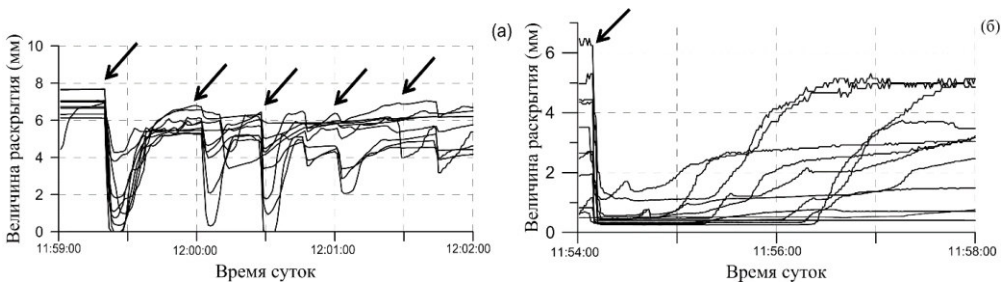 (а)
Величина раскрытия (мм)
10
8
6
4
2
0
11:59:00
12:00:00
12:01:00
12:02:00
Время суток
(б)
Величина раскрытия (мм)
6
4
2
0
11:54:00
11:56:00
11:58:00
Время суток